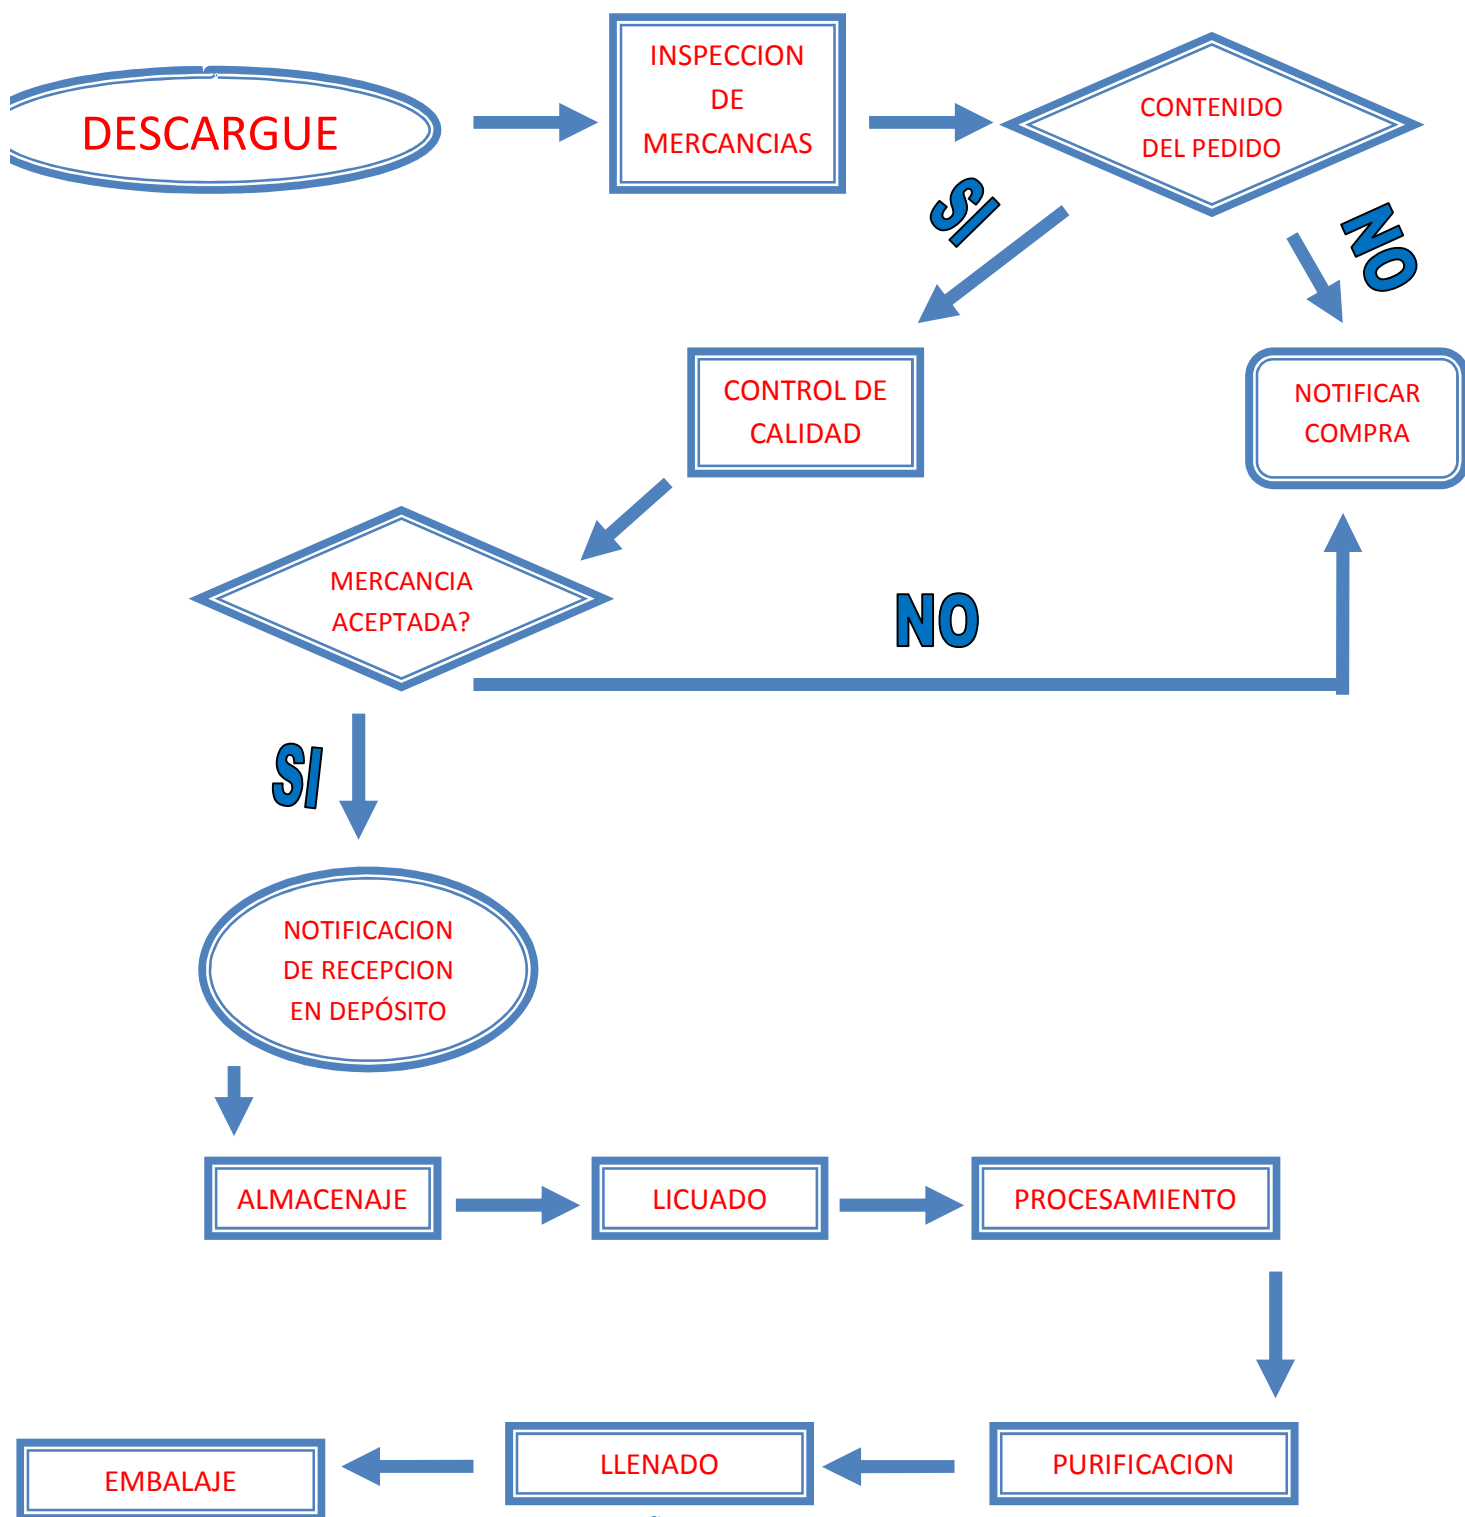 DESCARGUE
INSPECCION
DE
MERCANCIAS
CONTENIDO
DEL PEDIDO
SI
NO
CONTROL DE
CALIDAD
NOTIFICAR
COMPRA
MERCANCIA
ACEPTADA?
NO
SI
NOTIFICACION
DE RECEPCION
EN DEPÓSITO
ALMACENAJE
LICUADO
PROCESAMIENTO
PURIFICACION
LLENADO
EMBALAJE